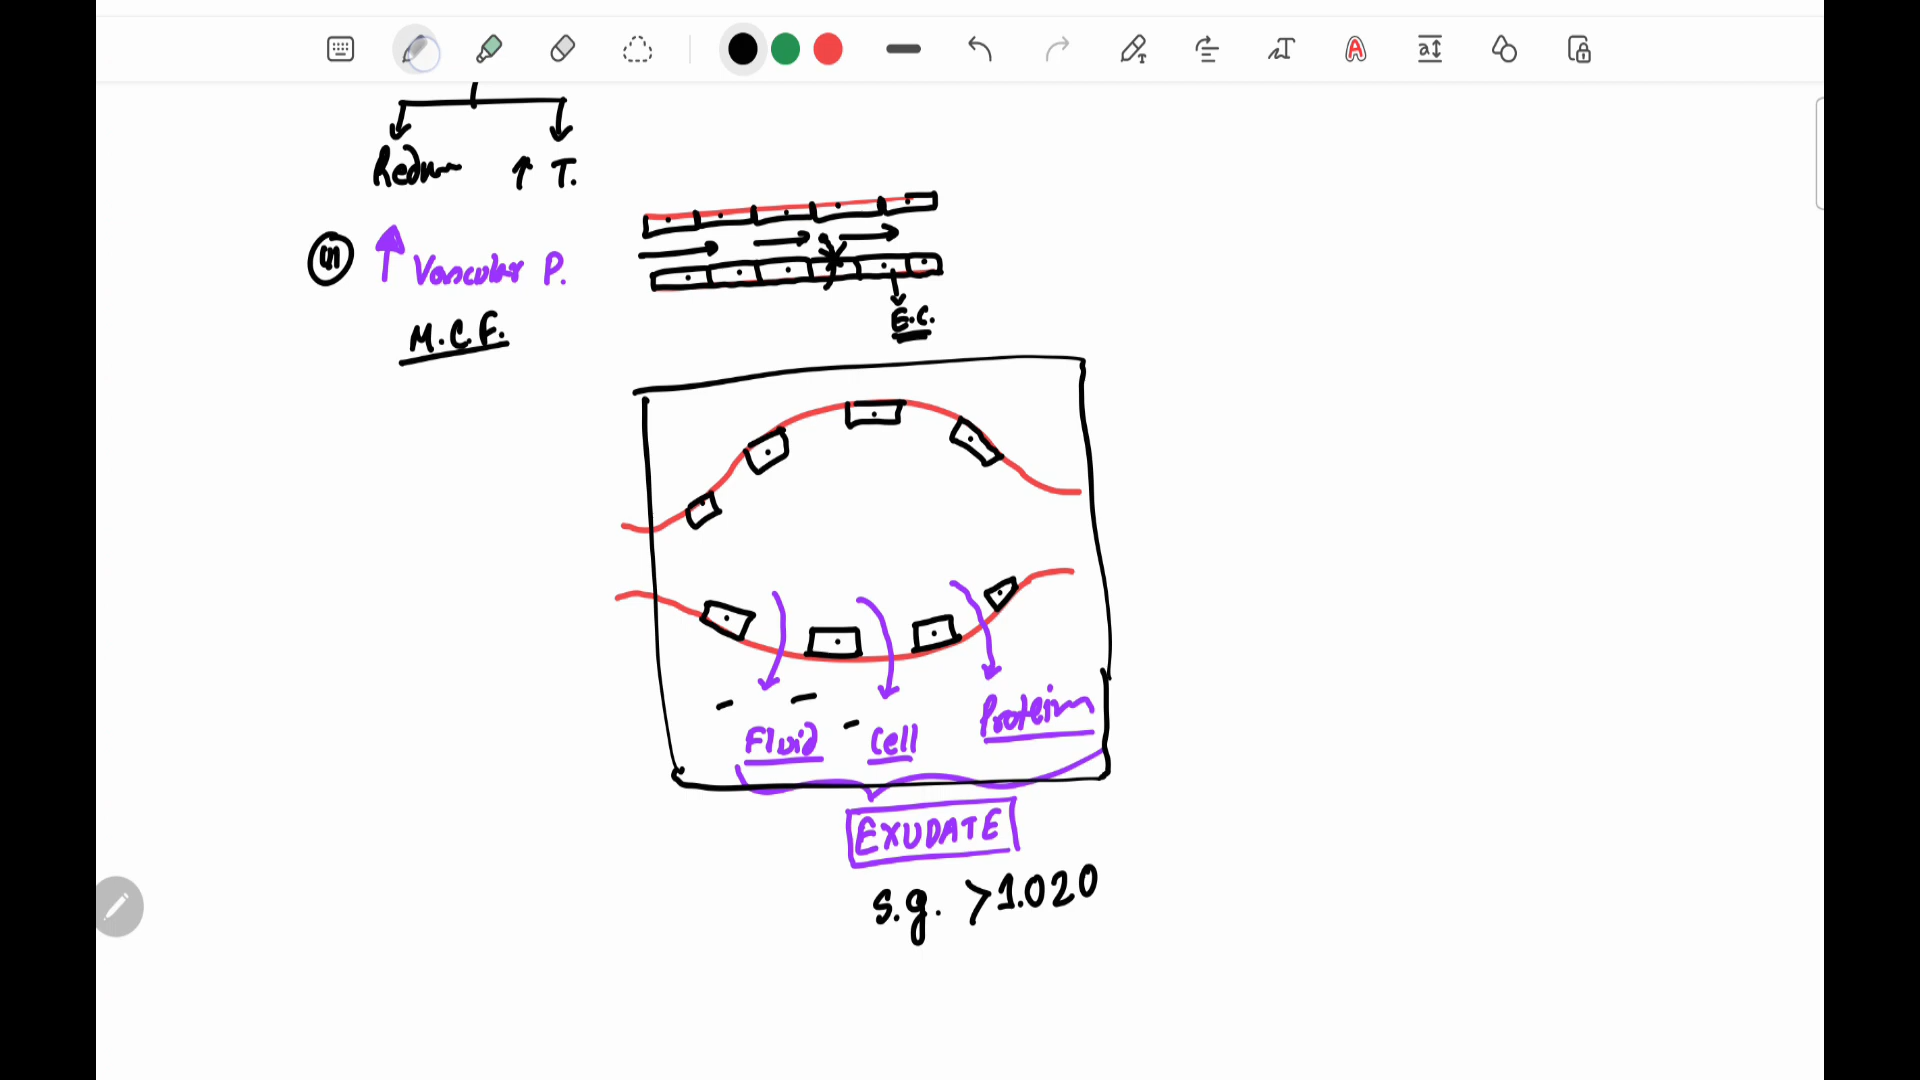 Redn ↑ T.
(III) ↑ Vascular P.
M.C.F.
E.C.
Fluid Cell Protein
EXUDATE
s.g. >1.020